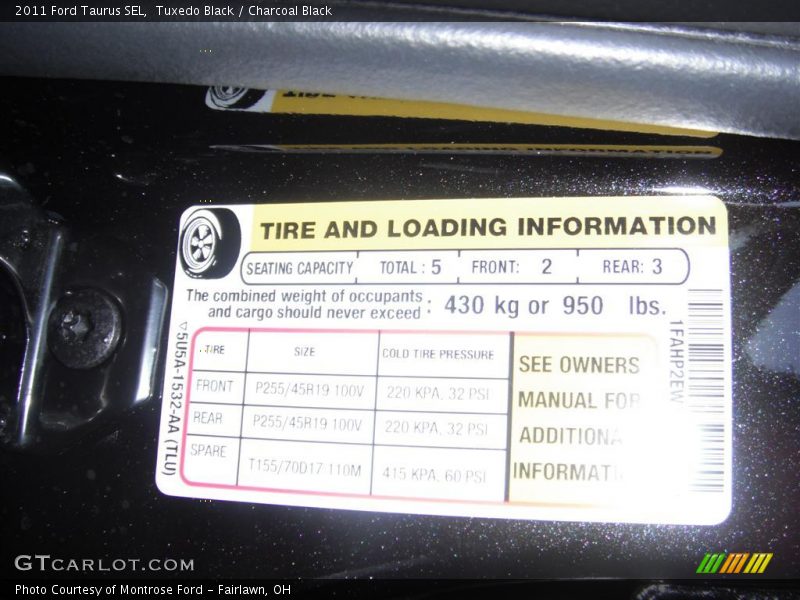 2011 Ford Taurus SEL, Tuxedo Black / Charcoal Black
TIRE AND LOADING INFORMATION
SEATING CAPACITY TOTAL : 5 FRONT: 2 REAR: 3
The combined weight of occupants
and cargo should never exceed : 430 kg or 950 lbs.
TIRE SIZE COLD TIRE PRESSURE
FRONT P255/45R19 100V 220 KPA, 32 PSI
REAR P255/45R19 100V 220 KPA, 32 PSI
SPARE T155/70D17 110M 415 KPA, 60 PSI
SEE OWNERS
MANUAL FOR
ADDITIONA
INFORMATI
5U5A-1532-AA (TLU)
1FAHP2EW
GTCARLOT.COM
Photo Courtesy of Montrose Ford - Fairlawn, OH